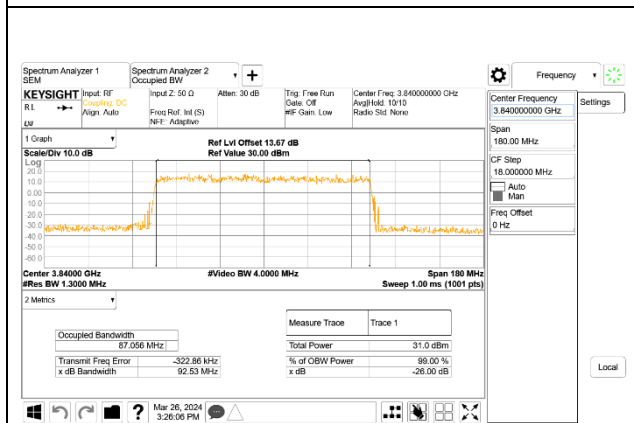 Spectrum Analyzer 1
SEM
Spectrum Analyzer 2
Occupied BW
+
Frequency
KEYSIGHT
RL
Input: RF
Coupling: DC
Align: Auto
Input Z: 50 Ω
Freq Ref: Int (S)
NFE: Adaptive
Atten: 30 dB
Trig: Free Run
Gate: Off
#IF Gain: Low
Center Freq: 3.840000000 GHz
Avg|Hold: 10/10
Radio Std: None
Center Frequency
3.840000000 GHz
Settings
Span
180.00 MHz
CF Step
18.000000 MHz
Auto
Man
Freq Offset
0 Hz
Local
1 Graph
Scale/Div 10.0 dB
Ref Lvl Offset 13.67 dB
Ref Value 30.00 dBm
Log
20.0
10.0
0.00
-10.0
-20.0
-30.0
-40.0
-50.0
-60.0
Center 3.84000 GHz
#Video BW 4.0000 MHz
Span 180 MHz
#Res BW 1.3000 MHz
Sweep 1.00 ms (1001 pts)
2 Metrics
Occupied Bandwidth
87.056 MHz
Transmit Freq Error -322.86 kHz
x dB Bandwidth 92.53 MHz
Measure Trace Trace 1
Total Power 31.0 dBm
% of OBW Power 99.00 %
x dB -26.00 dB
?
Mar 26, 2024
3:26:06 PM